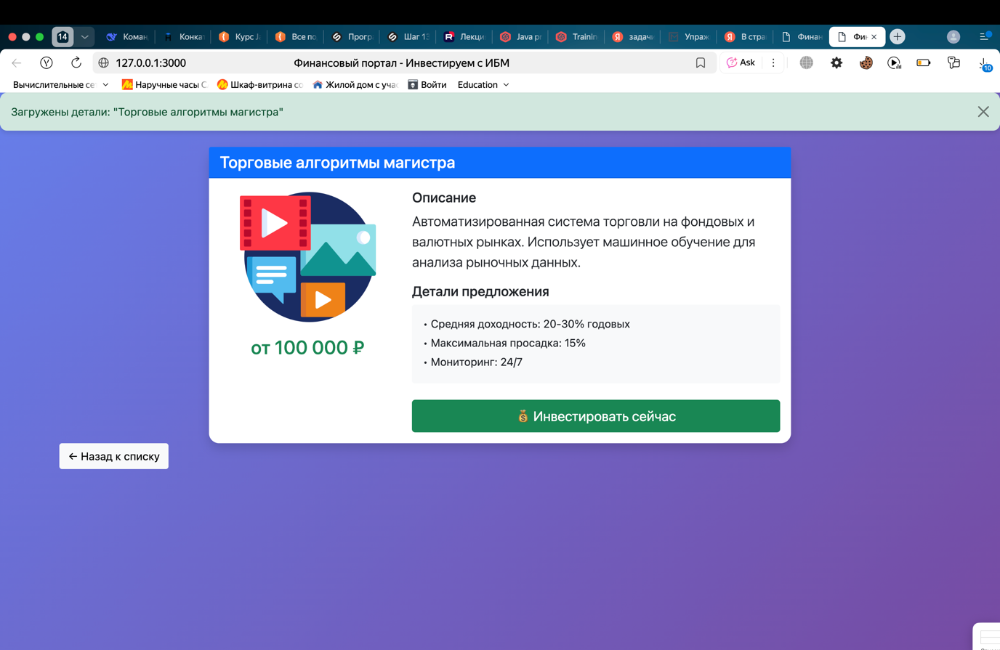 14
Коман
Конка
Курс Ja
Все по
Прогр
Шаг 13
Лекци
Java pr
Trainin
задачи
Упраж
В стра
Финан
Фин
127.0.0.1:3000
Финансовый портал - Инвестируем с ИБМ
Ask
10
Вычислительные се
Наручные часы C
Шкаф-витрина со
Жилой дом с учас
Войти
Education
Загружены детали: "Торговые алгоритмы магистра"
Торговые алгоритмы магистра
Описание
Автоматизированная система торговли на фондовых и
валютных рынках. Использует машинное обучение для
анализа рыночных данных.
Детали предложения
• Средняя доходность: 20-30% годовых
• Максимальная просадка: 15%
• Мониторинг: 24/7
от 100 000 ₽
💰 Инвестировать сейчас
← Назад к списку